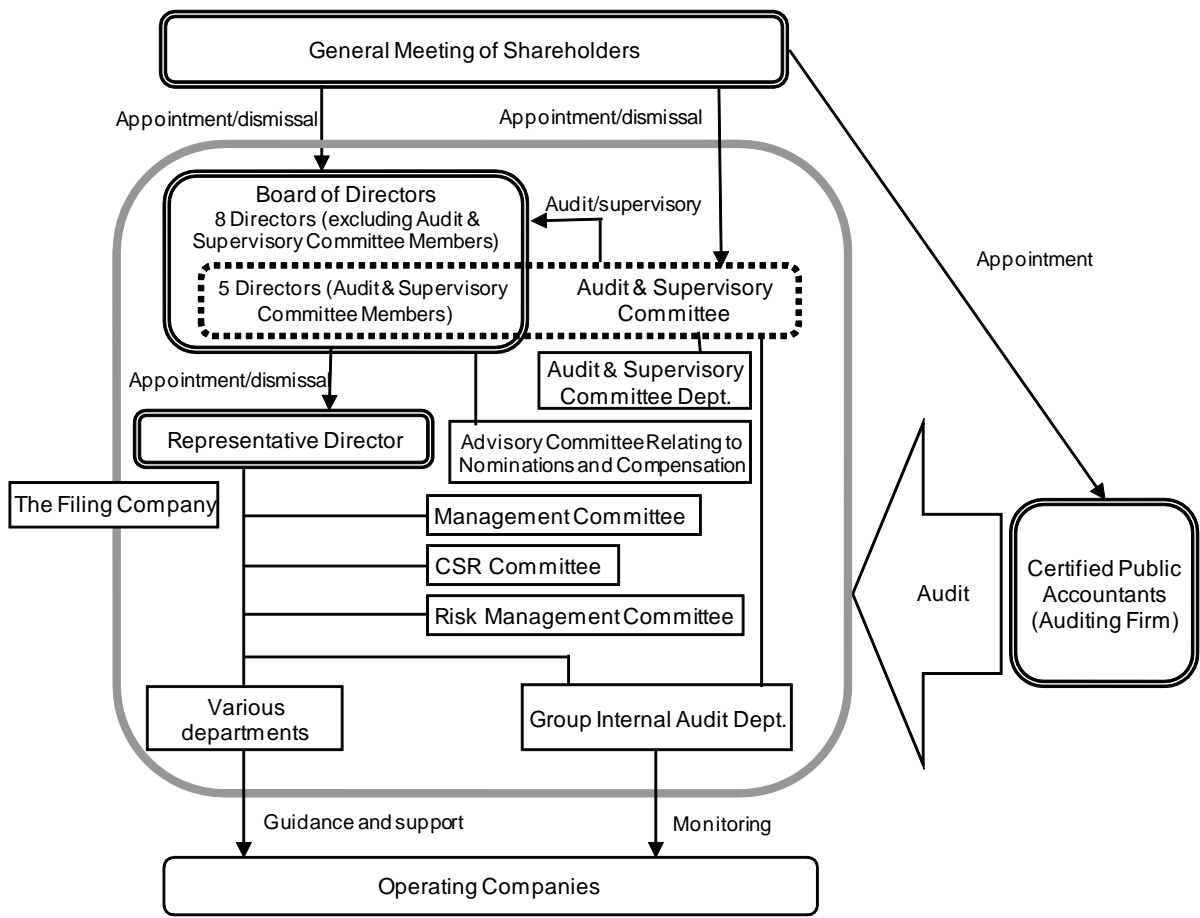 General Meeting of Shareholders
Appointment/dismissal
Appointment/dismissal
Board of Directors
8 Directors (excluding Audit &
Supervisory Committee Members)
Audit/supervisory
Appointment
5 Directors (Audit & Supervisory
Committee Members)
Audit & Supervisory
Committee
Audit & Supervisory
Committee Dept.
Appointment/dismissal
Representative Director
Advisory Committee Relating to
Nominations and Compensation
The Filing Company
Management Committee
CSR Committee
Risk Management Committee
Audit
Certified Public
Accountants
(Auditing Firm)
Various
departments
Group Internal Audit Dept.
Guidance and support
Monitoring
Operating Companies